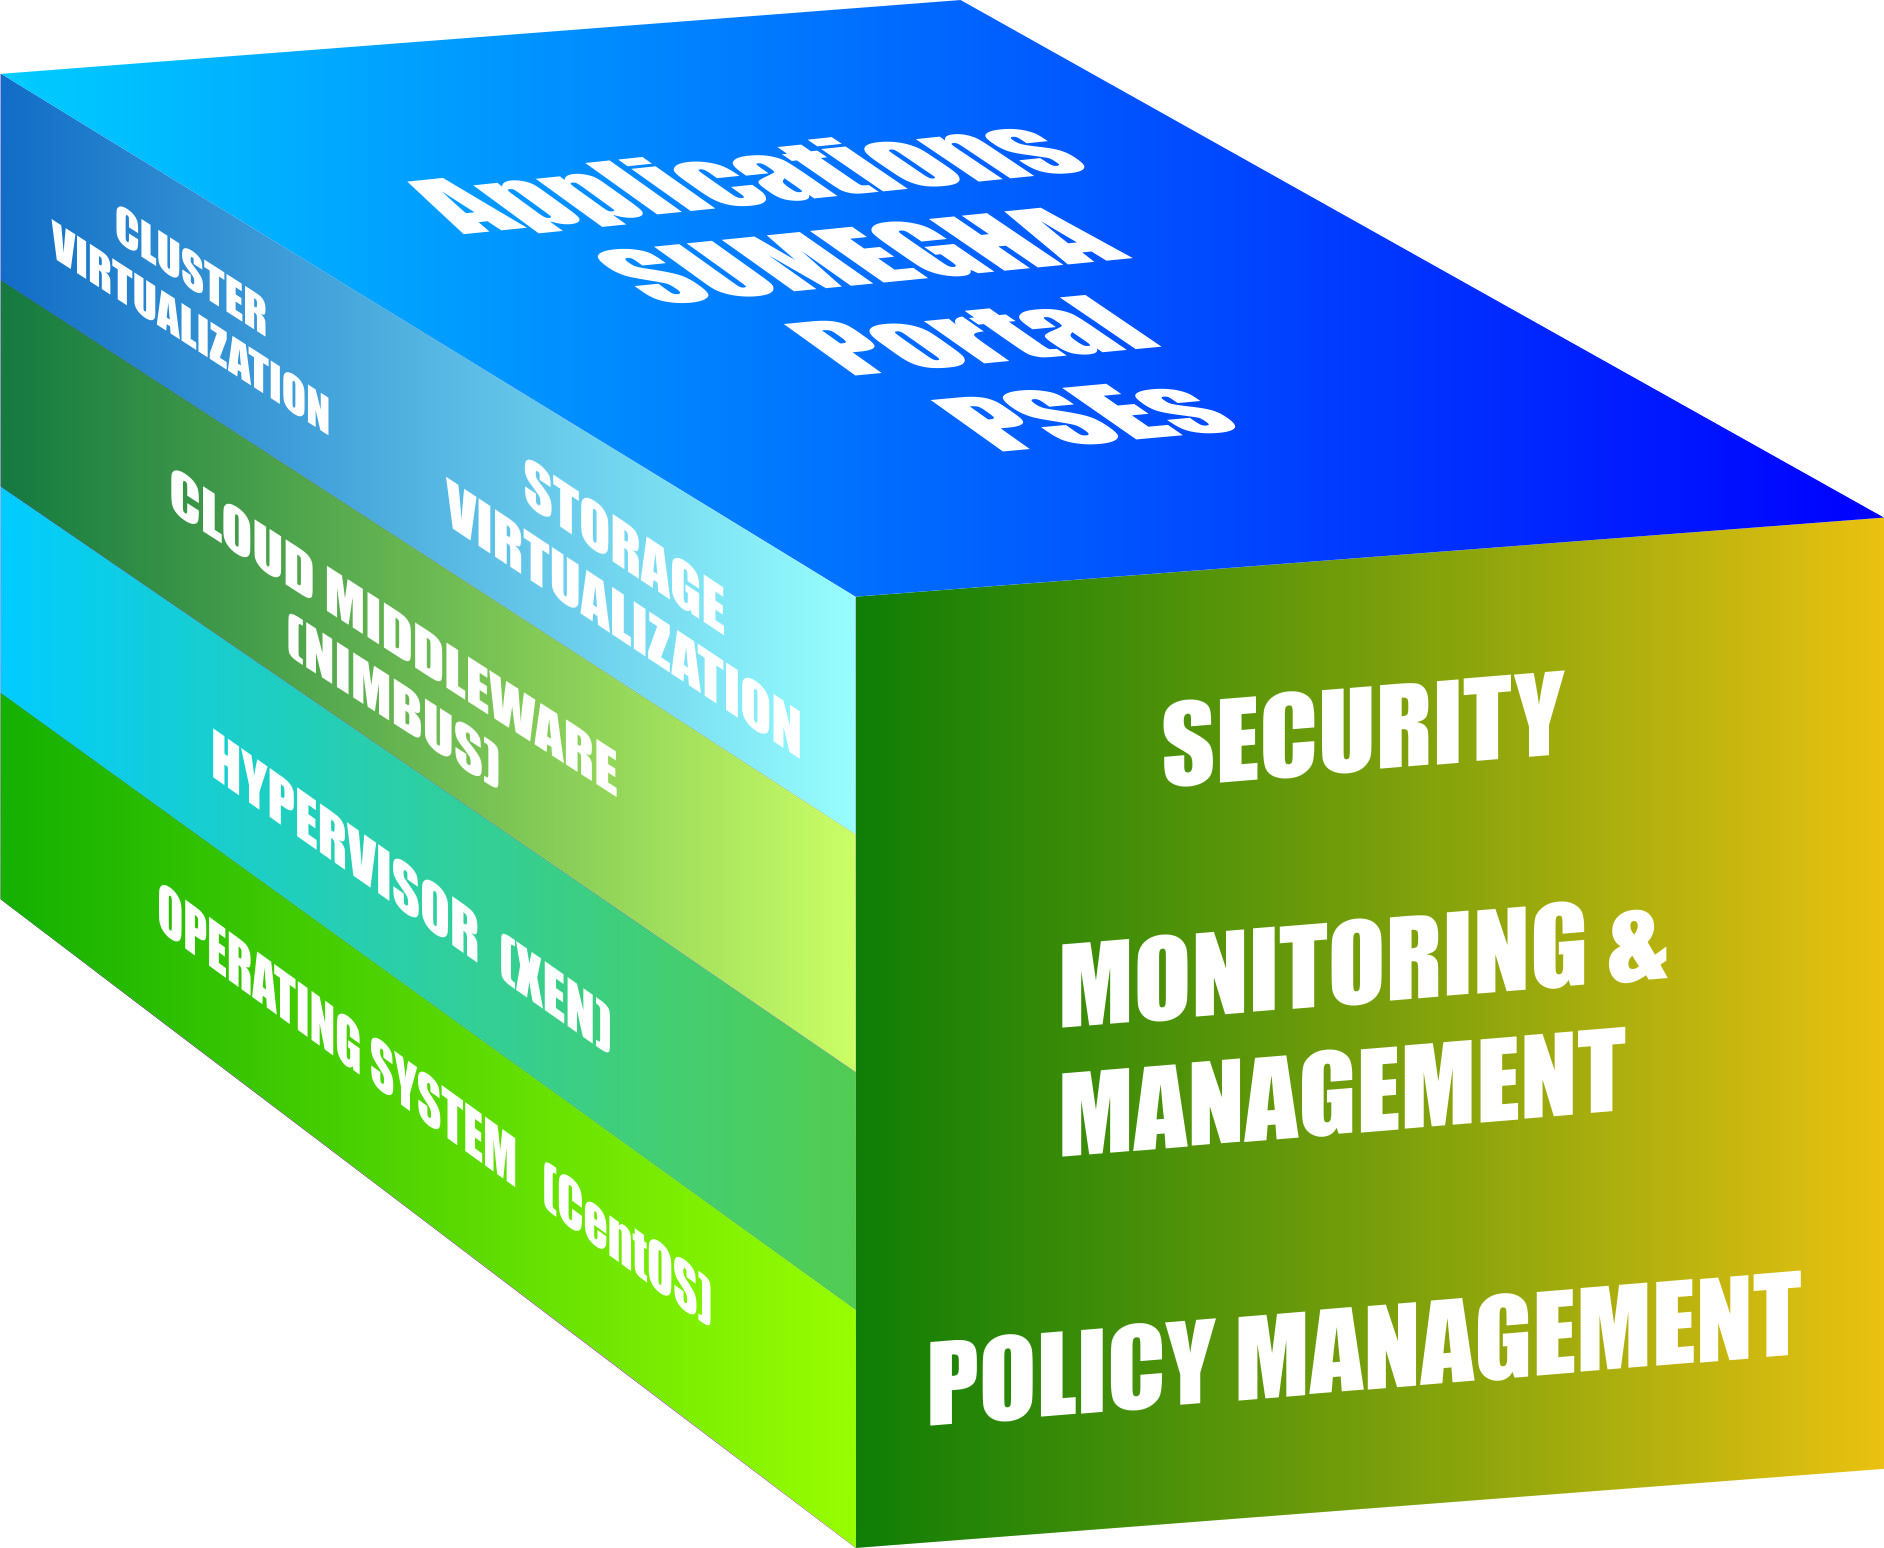 Applications
SUMEGHA
Portal
PSEs
CLUSTER
VIRTUALIZATION
STORAGE
VIRTUALIZATION
CLOUD MIDDLEWARE
(NIMBUS)
HYPERVISOR (XEN)
OPERATING SYSTEM (CentOS)
SECURITY
MONITORING &
MANAGEMENT
POLICY MANAGEMENT